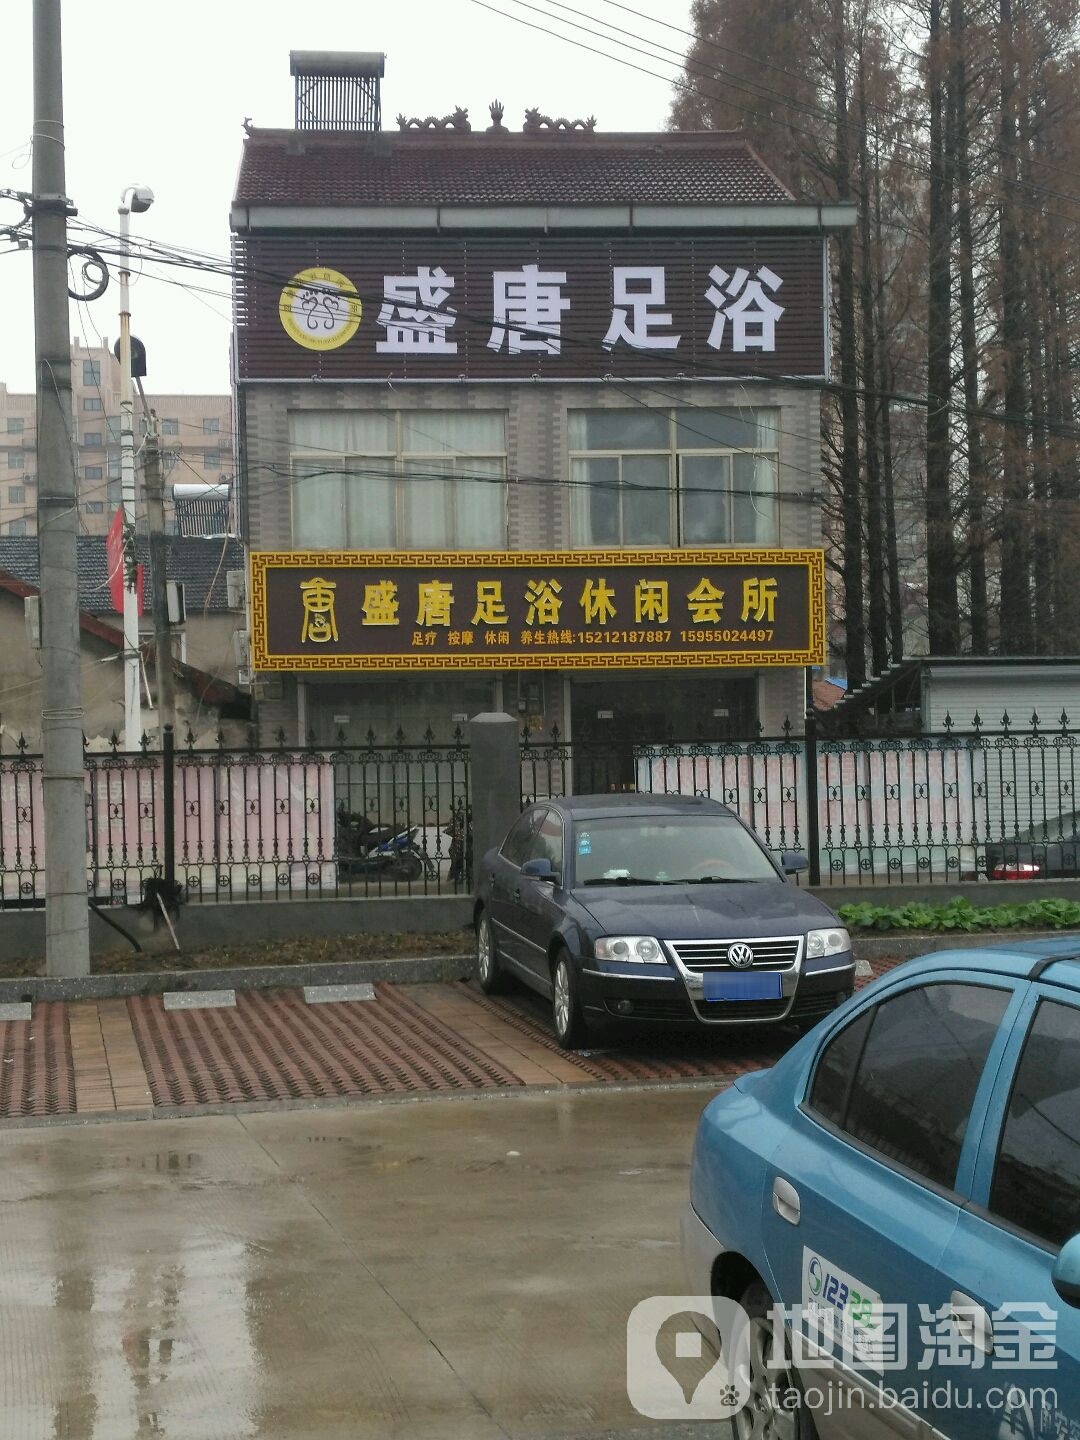 盛唐足浴
盛唐足浴休闲会所
足疗 按摩 休闲 养生热线:15212187887 15955024497
12328
地图淘金
taojin.baidu.com